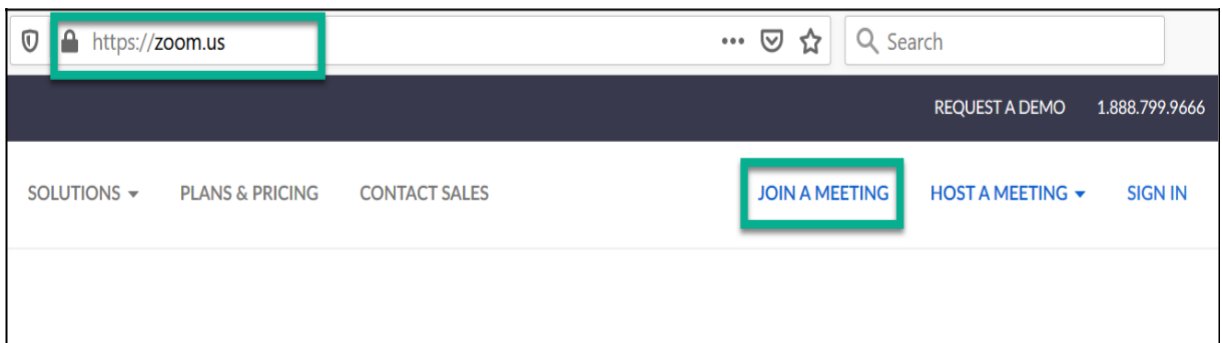 https://zoom.us ••• Search
REQUEST A DEMO 1.888.799.9666
SOLUTIONS PLANS & PRICING CONTACT SALES JOIN A MEETING HOST A MEETING SIGN IN